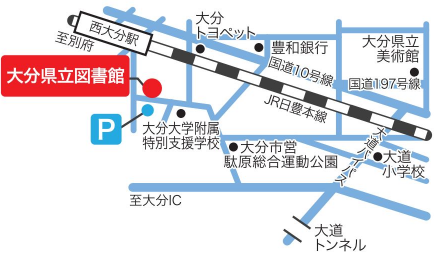 西大分駅
至別府
大分
トヨペット
豊和銀行
大分県立
美術館
国道10号線
国道197号線
大分県立図書館
JR日豊本線
P
大分大学附属
特別支援学校
大分市営
駄原総合運動公園
大道バイパス
大道
小学校
至大分IC
大道
トンネル